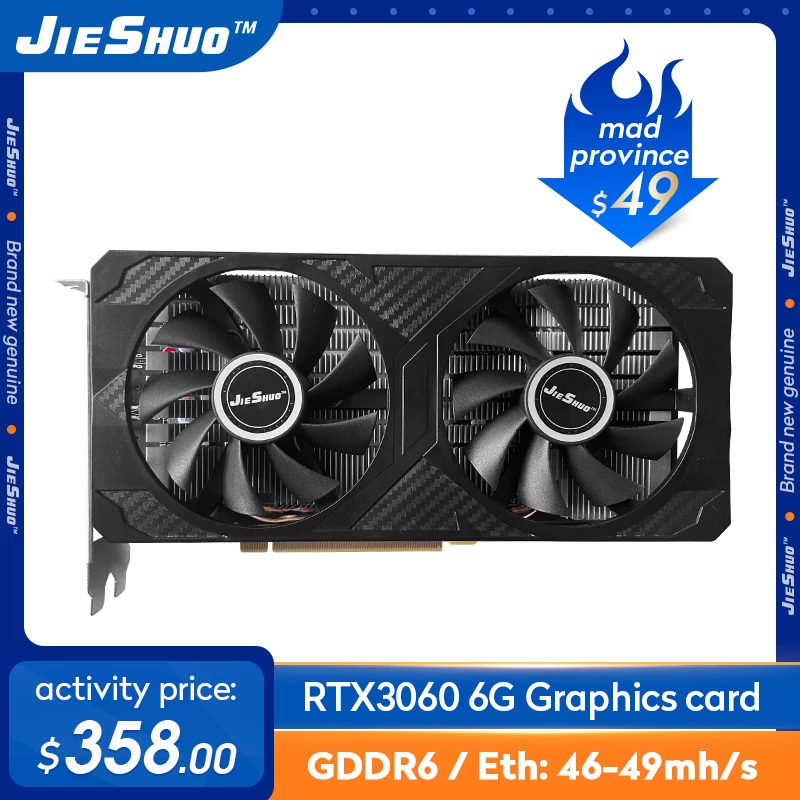 JIESHUO™
mad
province
$49
JIESHUO™ • Brand new genuine • JIESHUO™
JIESHUO™
JIESHUO™
JIESHUO™ • Brand new genuine • JIESHUO™
activity price:
$358.00
RTX3060 6G Graphics card
GDDR6 / Eth: 46-49mh/s